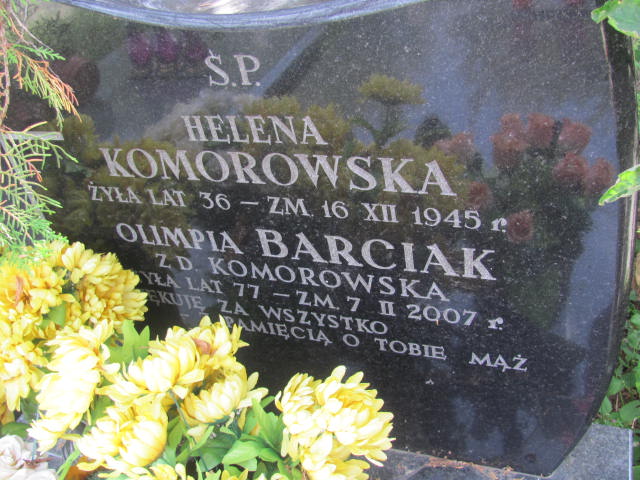 Ś.P.
HELENA
KOMOROWSKA
ŻYŁA LAT 36 – ZM. 16 XII 1945 r.
OLIMPIA BARCIAK
Z D. KOMOROWSKA
ŻYŁA LAT 77 – ZM. 7 II 2007 r.
ZA WSZYSTKO
PAMIĘCIĄ O TOBIE MĄŻ